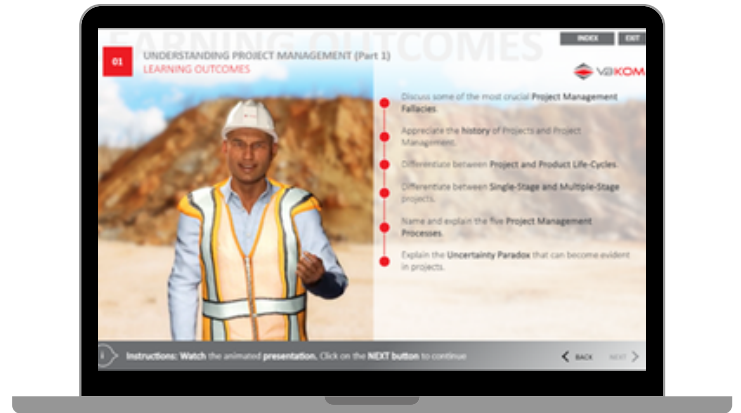 LEARNING OUTCOMES
INDEX EXIT
01
UNDERSTANDING PROJECT MANAGEMENT (Part 1)
LEARNING OUTCOMES
VAKOM
Discuss some of the most crucial Project Management
Fallacies.
Appreciate the history of Projects and Project
Management.
Differentiate between Project and Product Life-Cycles.
Differentiate between Single-Stage and Multiple-Stage
projects.
Name and explain the five Project Management
Processes.
Explain the Uncertainty Paradox that can become evident
in projects.
i
Instructions: Watch the animated presentation. Click on the NEXT button to continue
BACK NEXT